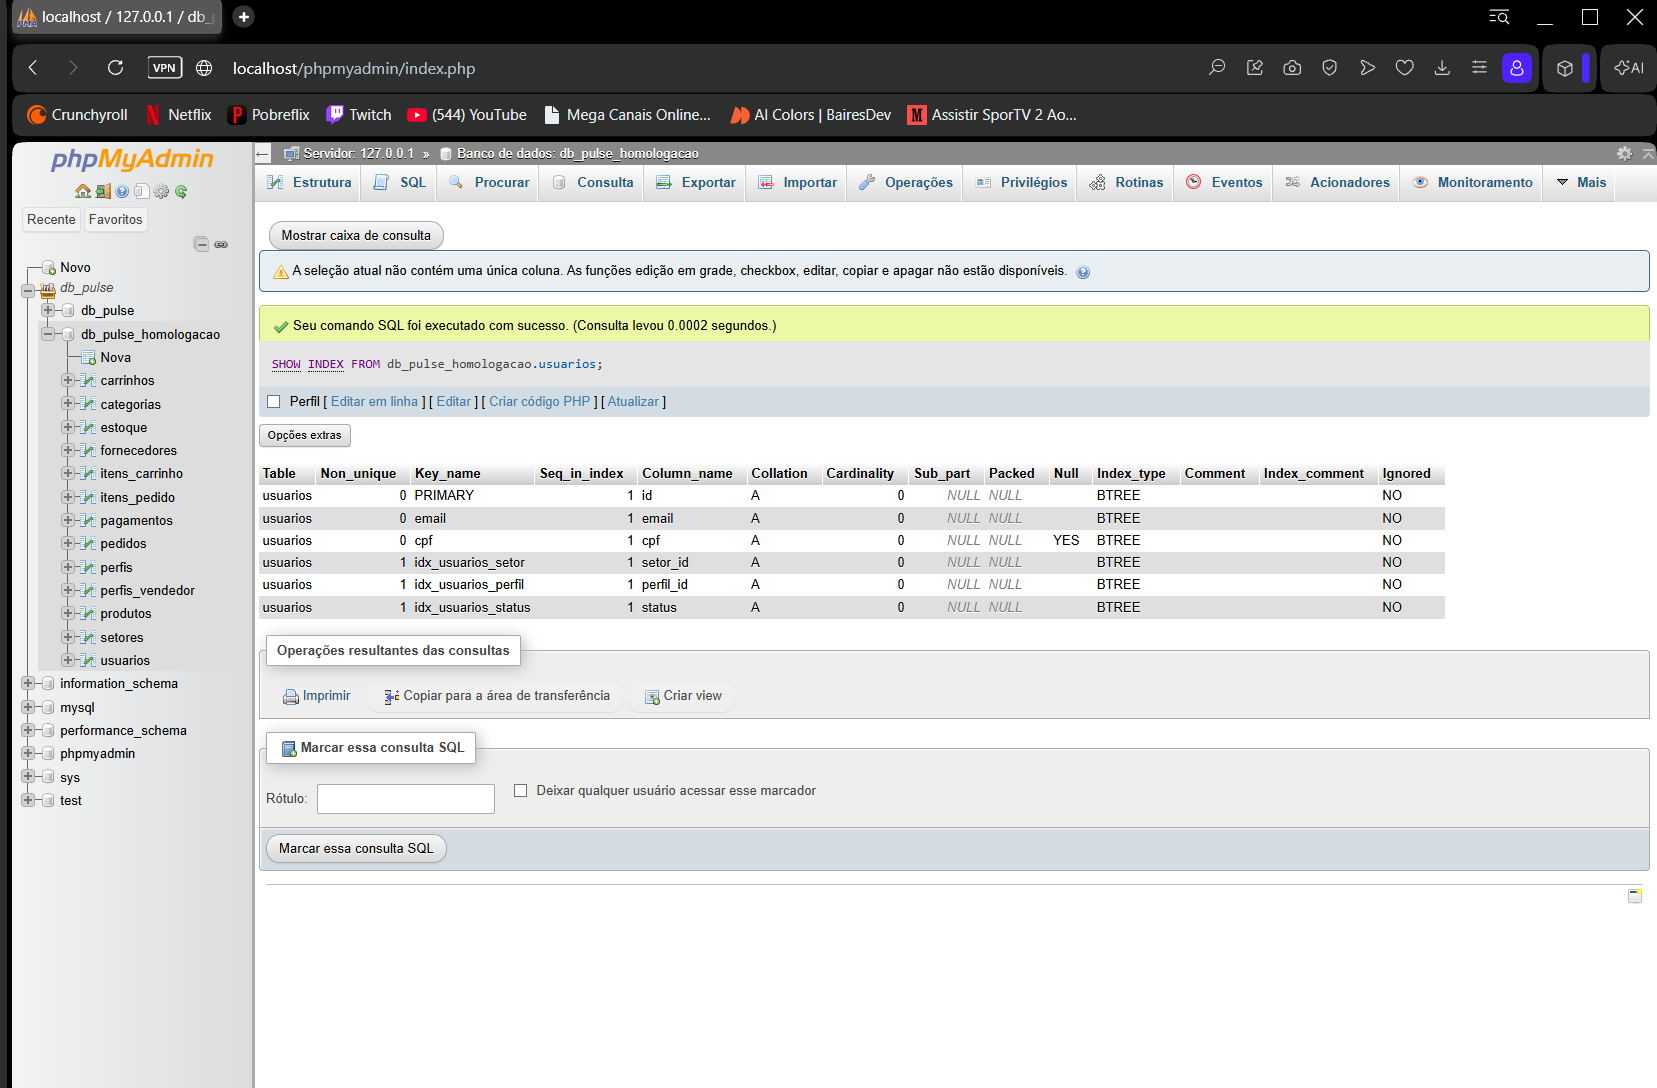 localhost / 127.0.0.1 / db_p
VPN
localhost/phpmyadmin/index.php
AI
Crunchyroll
Netflix
Pobreflix
Twitch
(544) YouTube
Mega Canais Online...
AI Colors | BairesDev
Assistir SporTV 2 Ao...
phpMyAdmin
Recente
Favoritos
Novo
db_pulse
db_pulse
db_pulse_homologacao
Nova
carrinhos
categorias
estoque
fornecedores
itens_carrinho
itens_pedido
pagamentos
pedidos
perfis
perfis_vendedor
produtos
setores
usuarios
information_schema
mysql
performance_schema
phpmyadmin
sys
test
Servidor: 127.0.0.1 » Banco de dados: db_pulse_homologacao
Estrutura SQL Procurar Consulta Exportar Importar Operações Privilégios Rotinas Eventos Acionadores Monitoramento Mais
Mostrar caixa de consulta
A seleção atual não contém uma única coluna. As funções edição em grade, checkbox, editar, copiar e apagar não estão disponíveis.
Seu comando SQL foi executado com sucesso. (Consulta levou 0.0002 segundos.)
SHOW INDEX FROM db_pulse_homologacao.usuarios;
Perfil [ Editar em linha ] [ Editar ] [ Criar código PHP ] [ Atualizar ]
Opções extras
Table Non_unique Key_name Seq_in_index Column_name Collation Cardinality Sub_part Packed Null Index_type Comment Index_comment Ignored
usuarios 0 PRIMARY 1 id A 0 NULL NULL BTREE NO
usuarios 0 email 1 email A 0 NULL NULL BTREE NO
usuarios 0 cpf 1 cpf A 0 NULL NULL YES BTREE NO
usuarios 1 idx_usuarios_setor 1 setor_id A 0 NULL NULL BTREE NO
usuarios 1 idx_usuarios_perfil 1 perfil_id A 0 NULL NULL BTREE NO
usuarios 1 idx_usuarios_status 1 status A 0 NULL NULL BTREE NO
Operações resultantes das consultas
Imprimir Copiar para a área de transferência Criar view
Marcar essa consulta SQL
Rótulo: Deixar qualquer usuário acessar esse marcador
Marcar essa consulta SQL